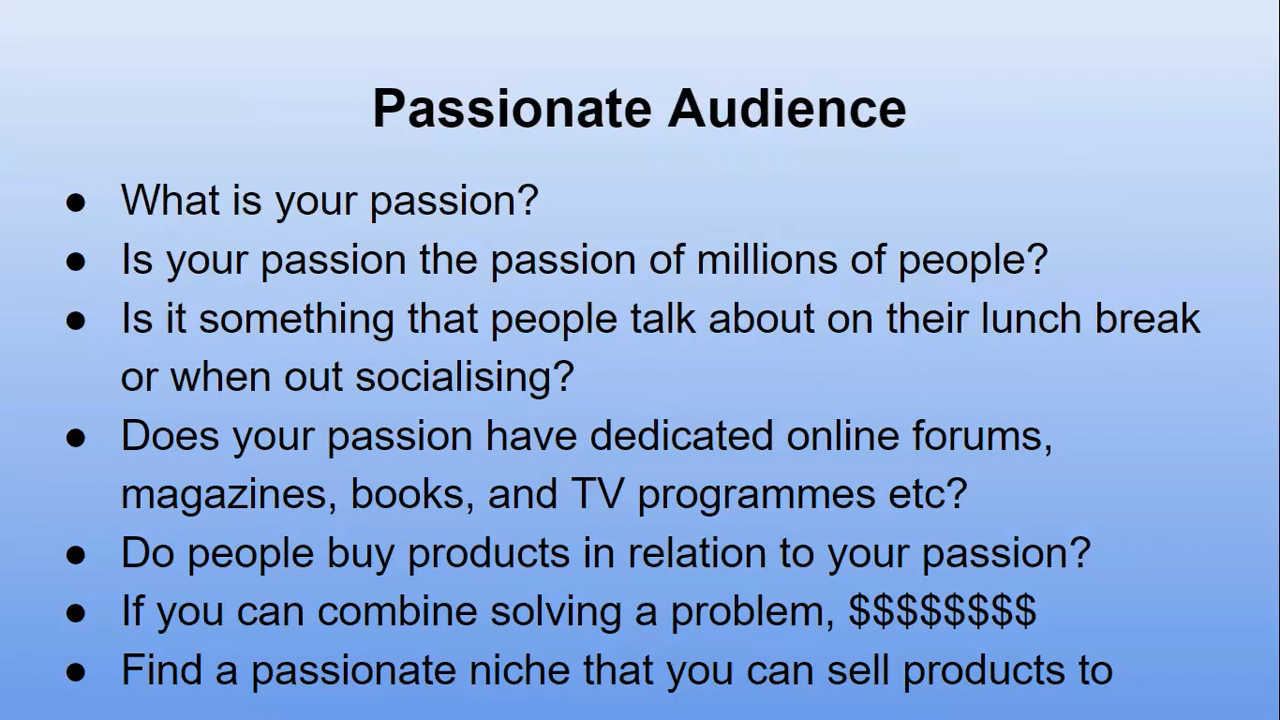 Passionate Audience
● What is your passion?
● Is your passion the passion of millions of people?
● Is it something that people talk about on their lunch break
or when out socialising?
● Does your passion have dedicated online forums,
magazines, books, and TV programmes etc?
● Do people buy products in relation to your passion?
● If you can combine solving a problem, $$$$$$$$
● Find a passionate niche that you can sell products to